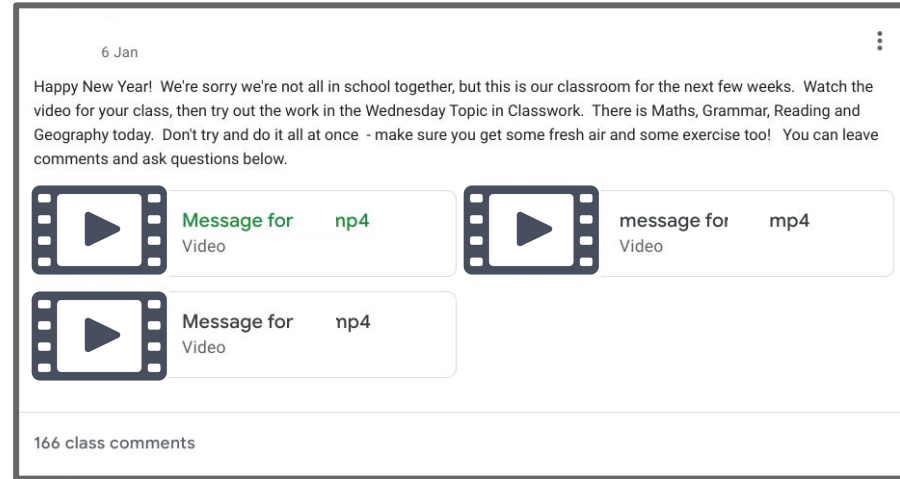 6 Jan
Happy New Year!  We're sorry we're not all in school together, but this is our classroom for the next few weeks.  Watch the
video for your class, then try out the work in the Wednesday Topic in Classwork.  There is Maths, Grammar, Reading and
Geography today.  Don't try and do it all at once  - make sure you get some fresh air and some exercise too!   You can leave
comments and ask questions below.
Message for mp4
Video
message for mp4
Video
Message for mp4
Video
166 class comments